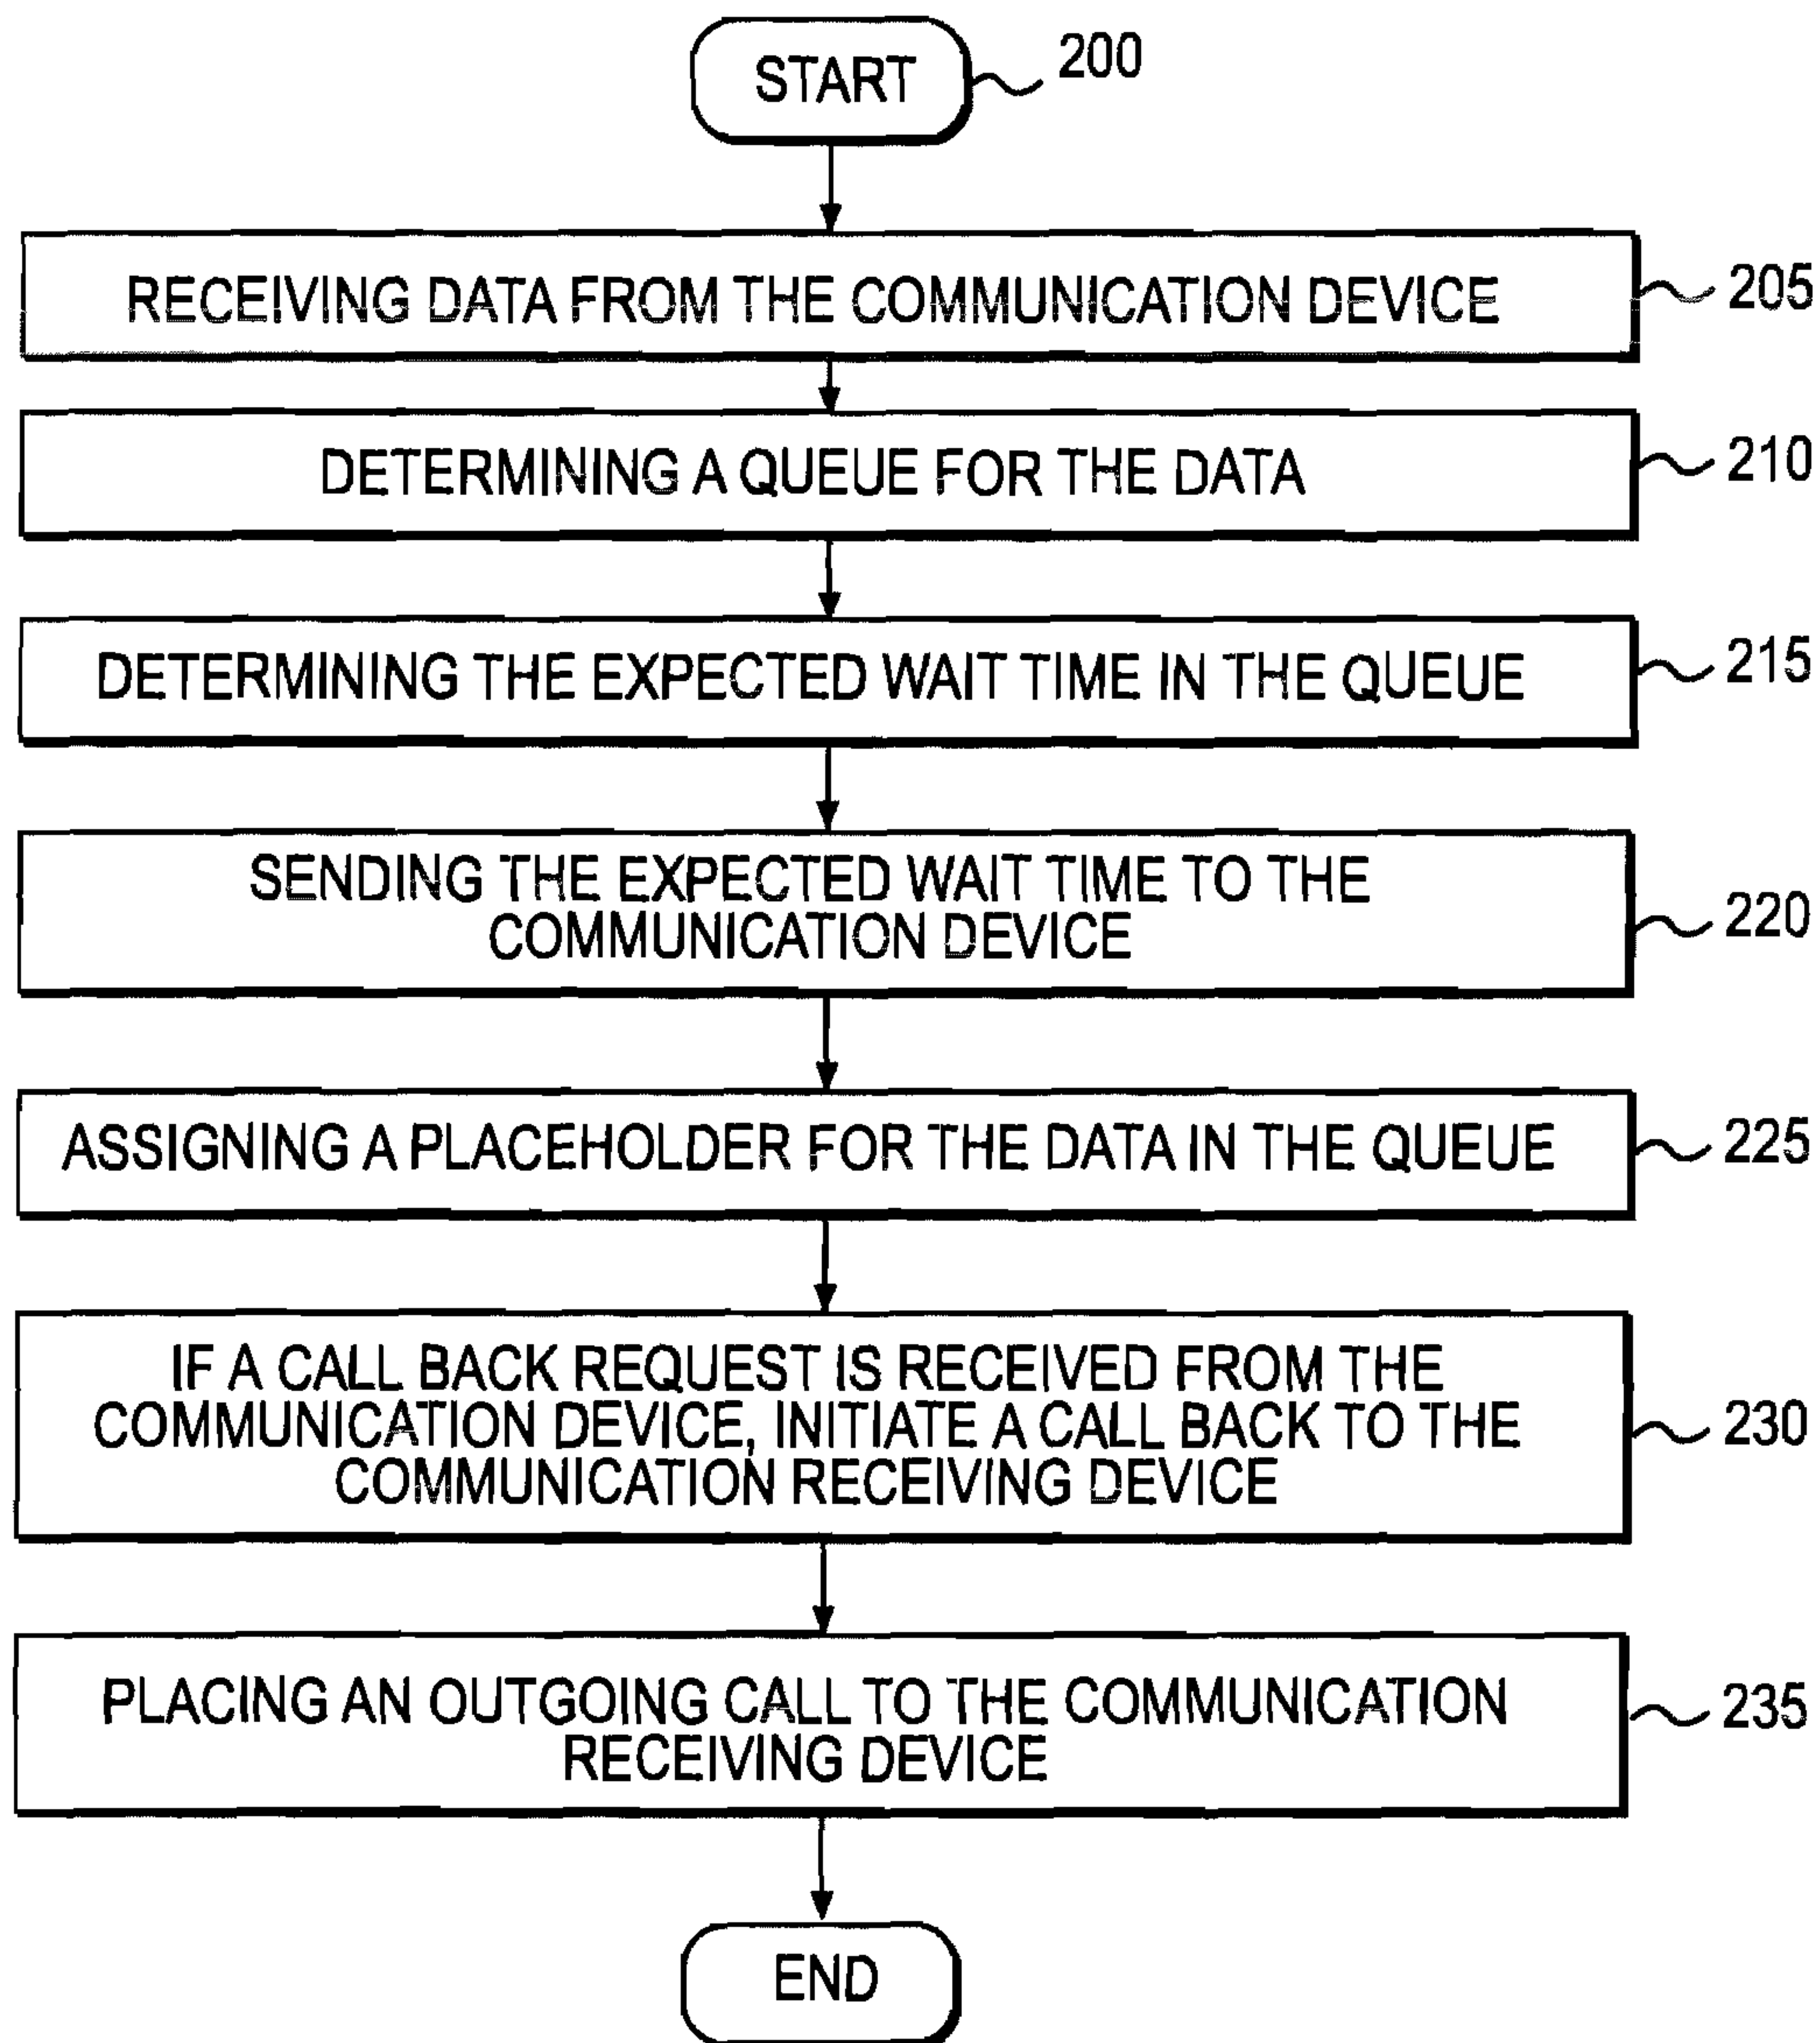 START
200
RECEIVING DATA FROM THE COMMUNICATION DEVICE
205
DETERMINING A QUEUE FOR THE DATA
210
DETERMINING THE EXPECTED WAIT TIME IN THE QUEUE
215
SENDING THE EXPECTED WAIT TIME TO THE
COMMUNICATION DEVICE
220
ASSIGNING A PLACEHOLDER FOR THE DATA IN THE QUEUE
225
IF A CALL BACK REQUEST IS RECEIVED FROM THE
COMMUNICATION DEVICE, INITIATE A CALL BACK TO THE
COMMUNICATION RECEIVING DEVICE
230
PLACING AN OUTGOING CALL TO THE COMMUNICATION
RECEIVING DEVICE
235
END